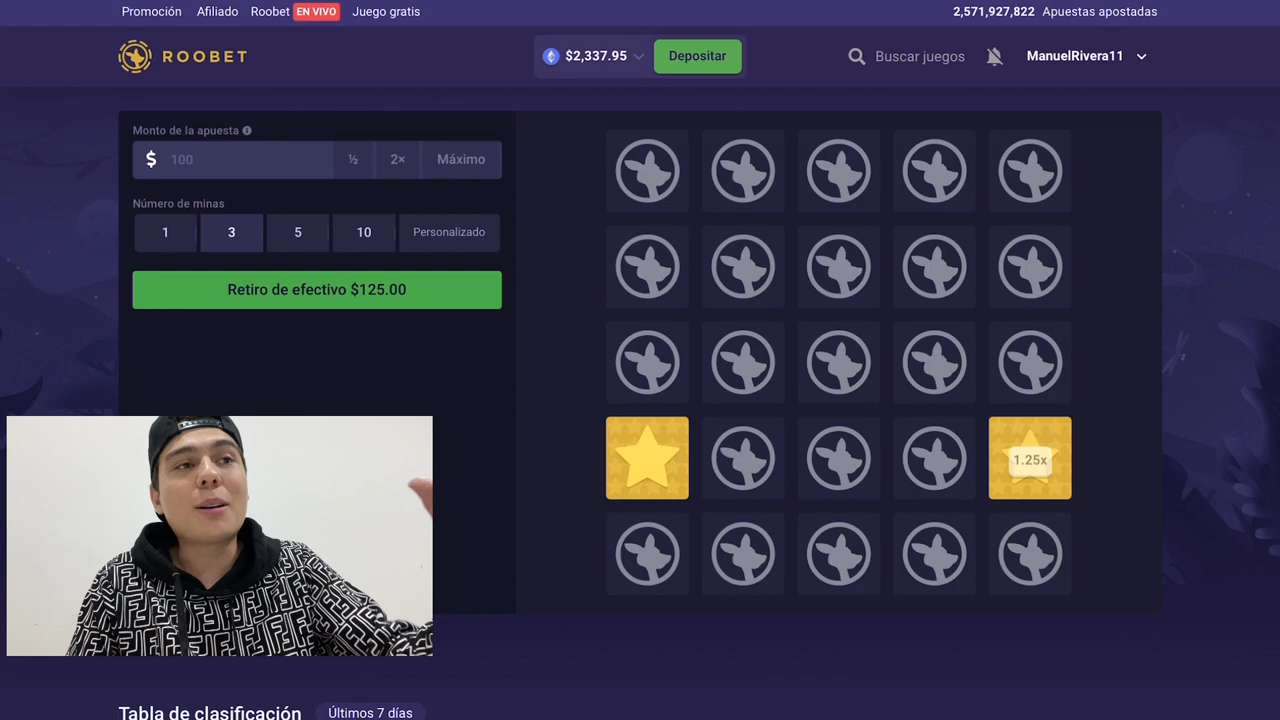 Promoción Afiliado Roobet EN VIVO Juego gratis 2,571,927,822 Apuestas apostadas
ROOBET $2,337.95 Depositar Buscar juegos ManuelRivera11
Monto de la apuesta
$ 100 ½ 2× Máximo
Número de minas
1 3 5 10 Personalizado
Retiro de efectivo $125.00
1.25x
Tabla de clasificación Últimos 7 días